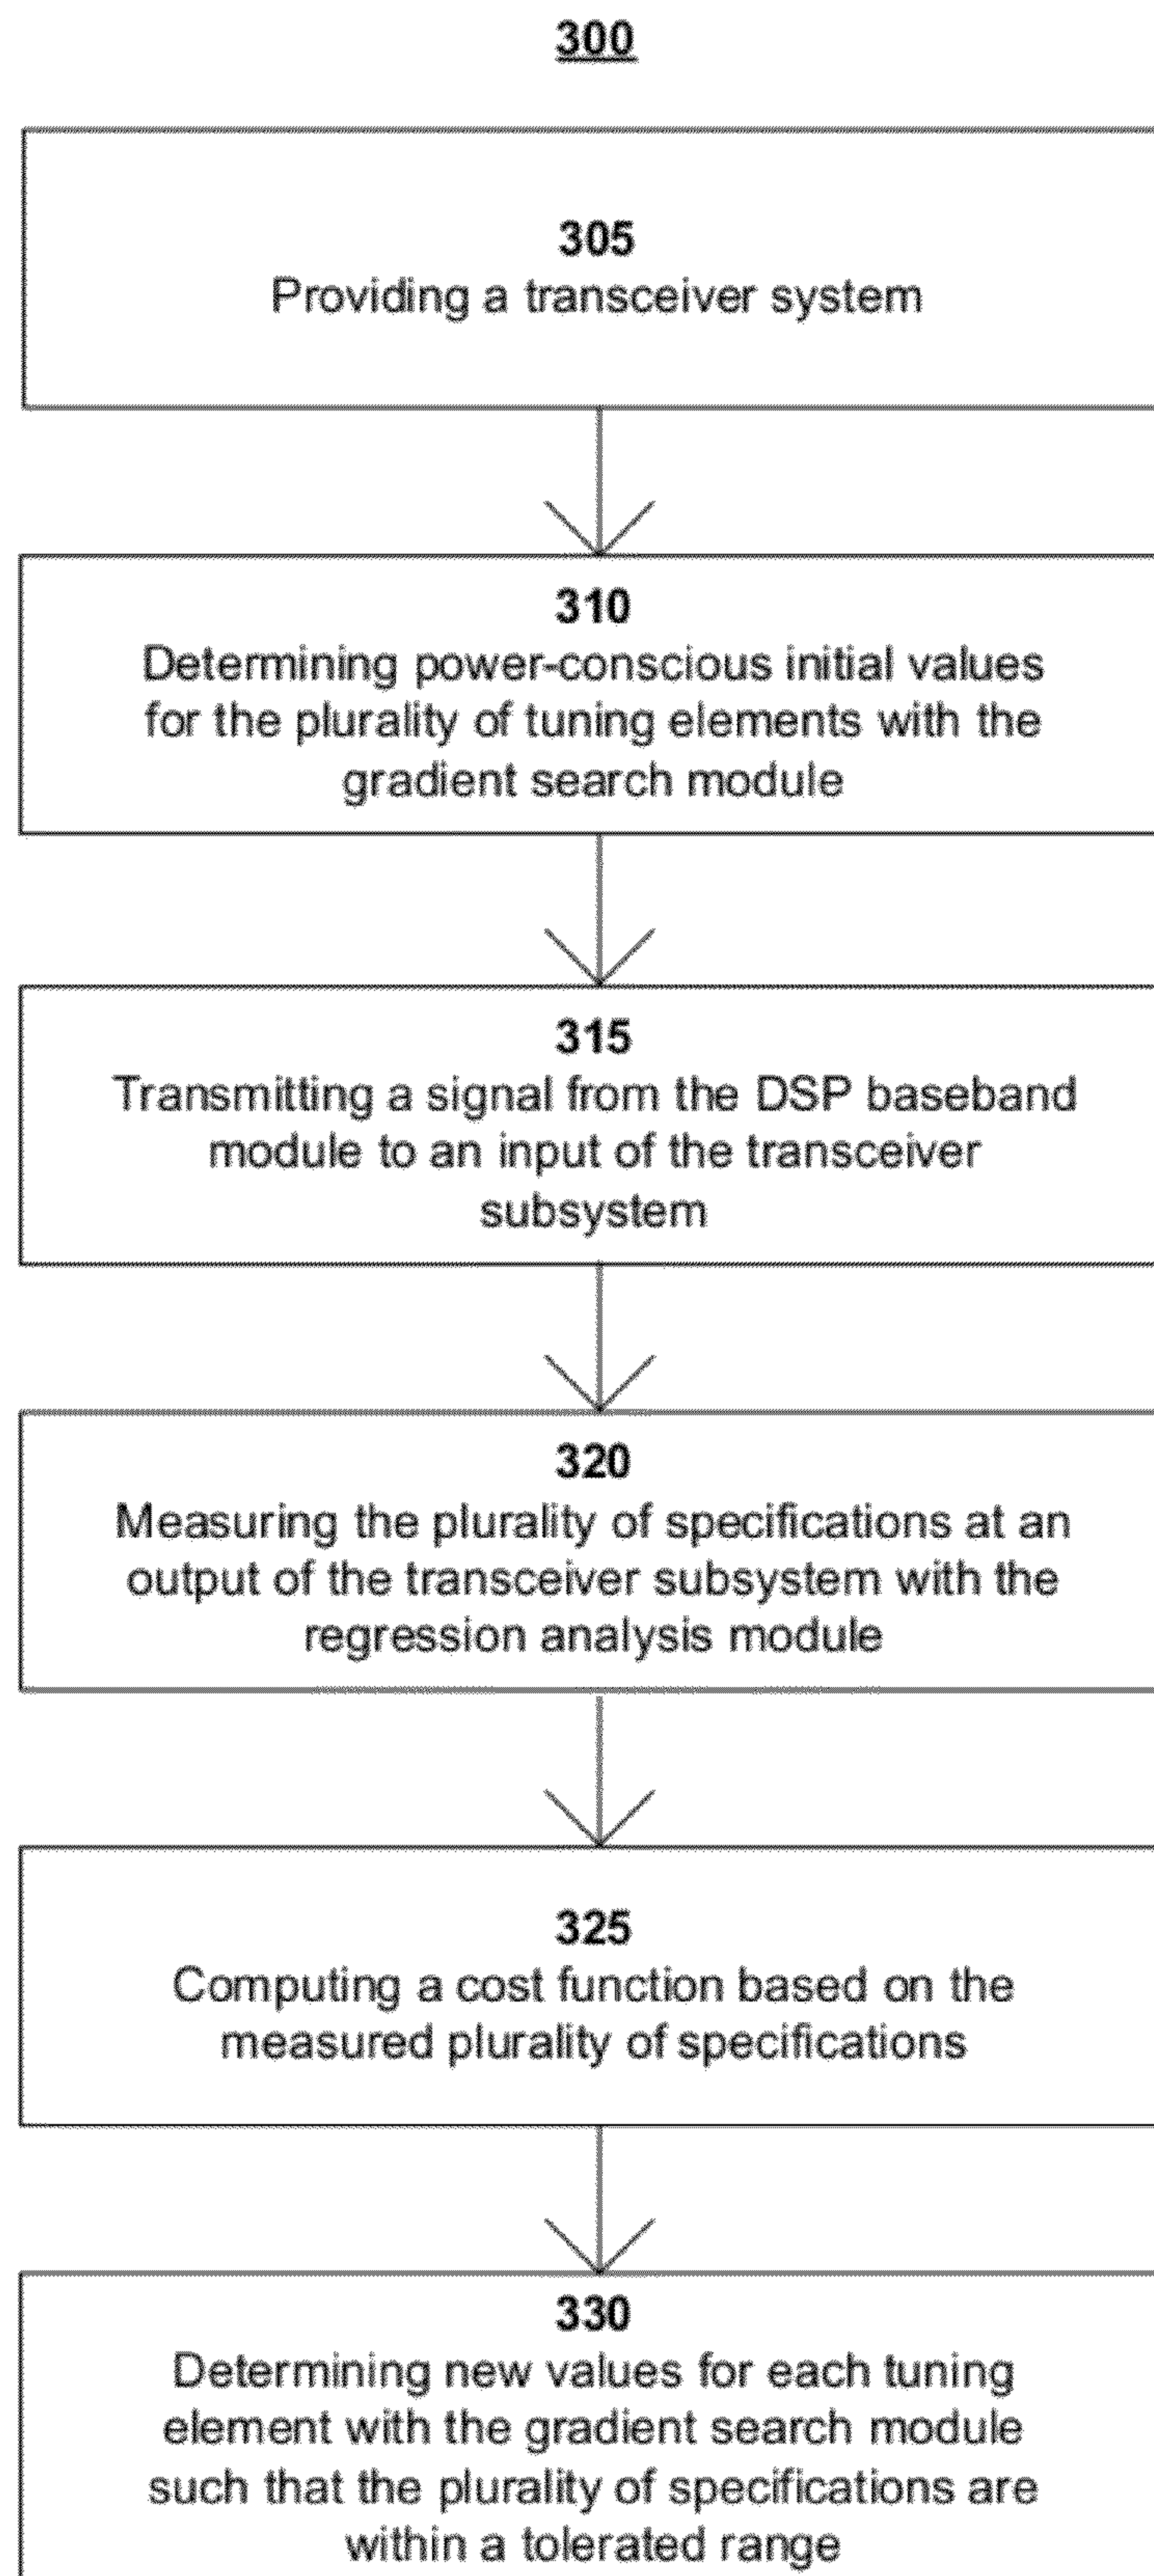 300
305
Providing a transceiver system
310
Determining power-conscious initial values
for the plurality of tuning elements with the
gradient search module
315
Transmitting a signal from the DSP baseband
module to an input of the transceiver
subsystem
320
Measuring the plurality of specifications at an
output of the transceiver subsystem with the
regression analysis module
325
Computing a cost function based on the
measured plurality of specifications
330
Determining new values for each tuning
element with the gradient search module
such that the plurality of specifications are
within a tolerated range